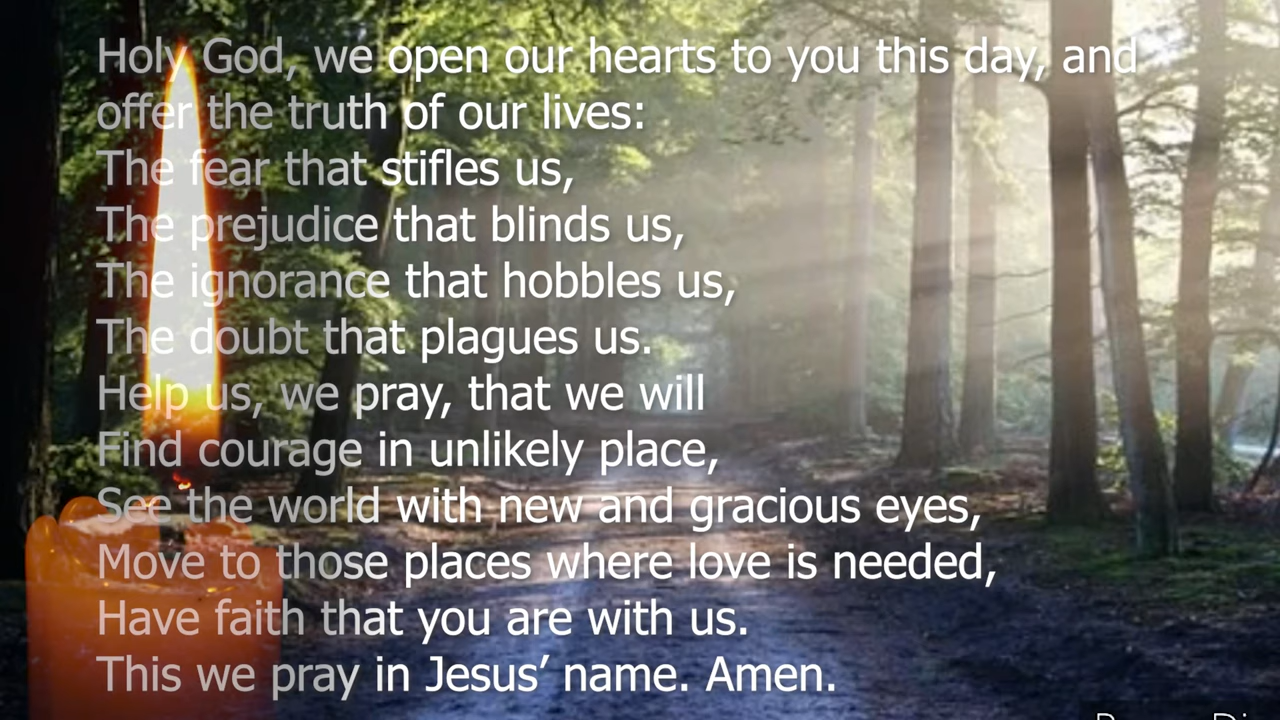 Holy God, we open our hearts to you this day, and
offer the truth of our lives:
The fear that stifles us,
The prejudice that blinds us,
The ignorance that hobbles us,
The doubt that plagues us.
Help us, we pray, that we will
Find courage in unlikely place,
See the world with new and gracious eyes,
Move to those places where love is needed,
Have faith that you are with us.
This we pray in Jesus’ name. Amen.